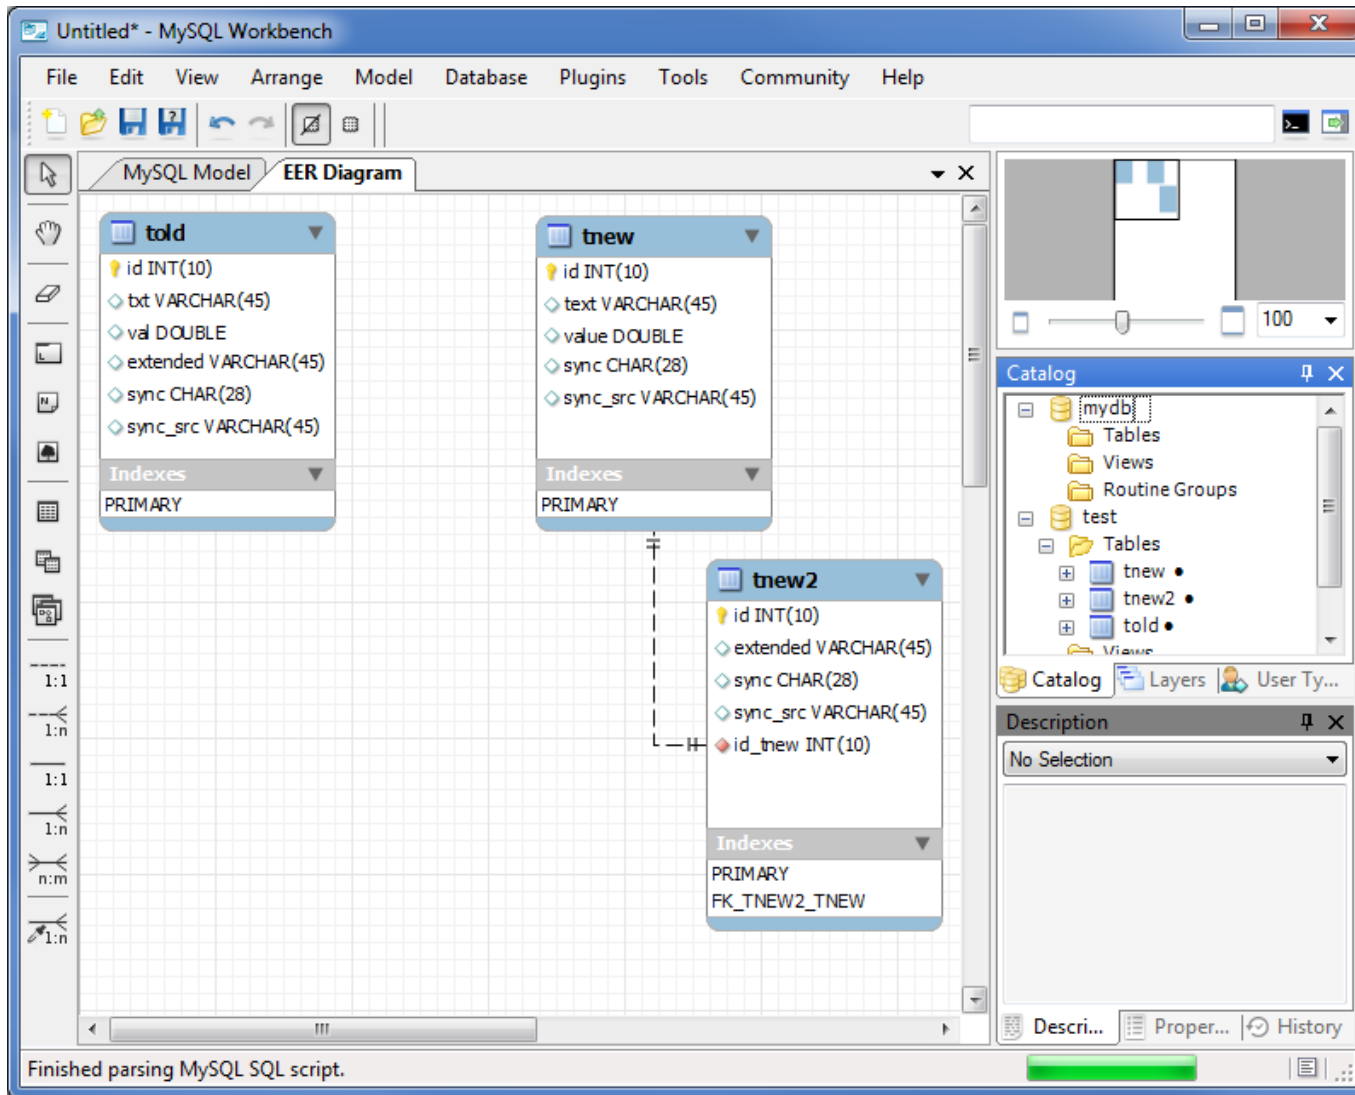 Untitled* - MySQL Workbench
File Edit View Arrange Model Database Plugins Tools Community Help
MySQL Model EER Diagram
told
id INT(10)
txt VARCHAR(45)
val DOUBLE
extended VARCHAR(45)
sync CHAR(28)
sync_src VARCHAR(45)
Indexes
PRIMARY
tnew
id INT(10)
text VARCHAR(45)
value DOUBLE
sync CHAR(28)
sync_src VARCHAR(45)
Indexes
PRIMARY
tnew2
id INT(10)
extended VARCHAR(45)
sync CHAR(28)
sync_src VARCHAR(45)
id_tnew INT(10)
Indexes
PRIMARY
FK_TNEW2_TNEW
1:1
1:n
1:1
1:n
n:m
1:n
100
Catalog
mydb
Tables
Views
Routine Groups
test
Tables
tnew
tnew2
told
Views
Catalog Layers User Ty...
Description
No Selection
Descri... Proper... History
Finished parsing MySQL SQL script.